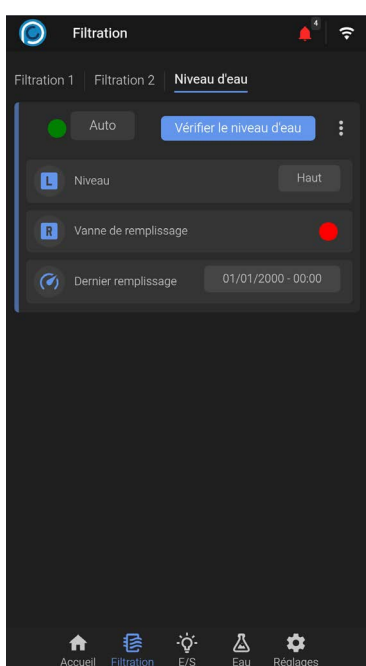 Filtration
4
Filtration 1 Filtration 2 Niveau d'eau
Auto Vérifier le niveau d'eau
L Niveau Haut
R Vanne de remplissage
Dernier remplissage 01/01/2000 - 00:00
Accueil Filtration E/S Eau Réglages